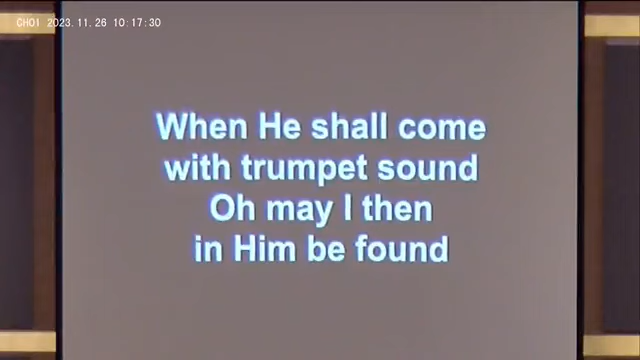 CH01 2023.11.26 10:17:30
When He shall come
with trumpet sound
Oh may I then
in Him be found